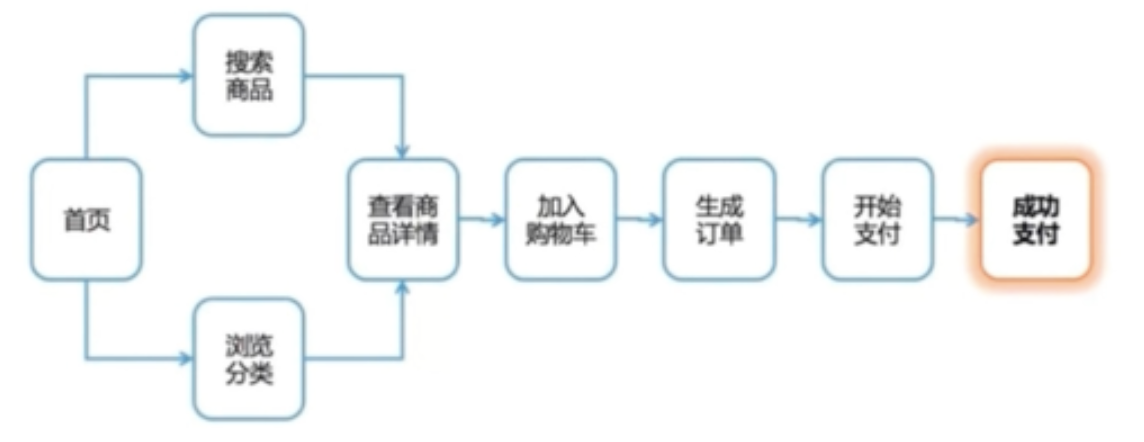 搜索
商品
首页
查看商
品详情
加入
购物车
生成
订单
开始
支付
成功
支付
浏览
分类